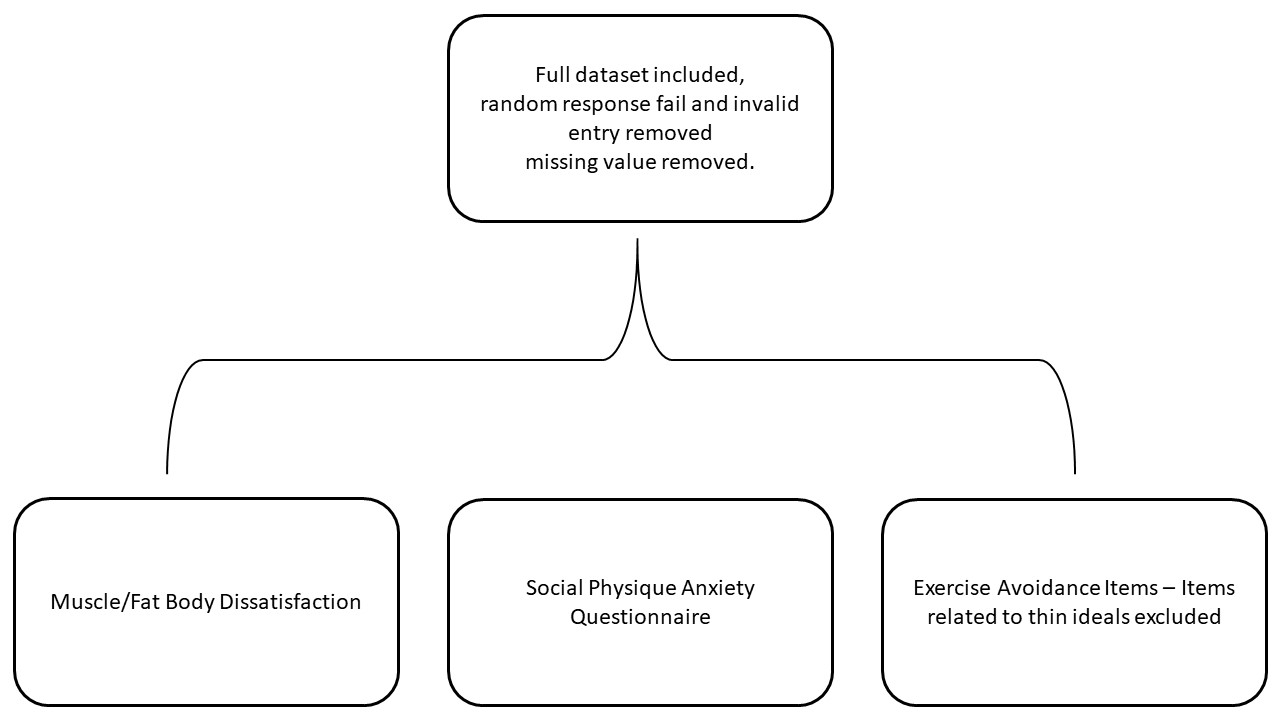 Full dataset included,
random response fail and invalid
entry removed
missing value removed.
Muscle/Fat Body Dissatisfaction
Social Physique Anxiety
Questionnaire
Exercise Avoidance Items – Items
related to thin ideals excluded